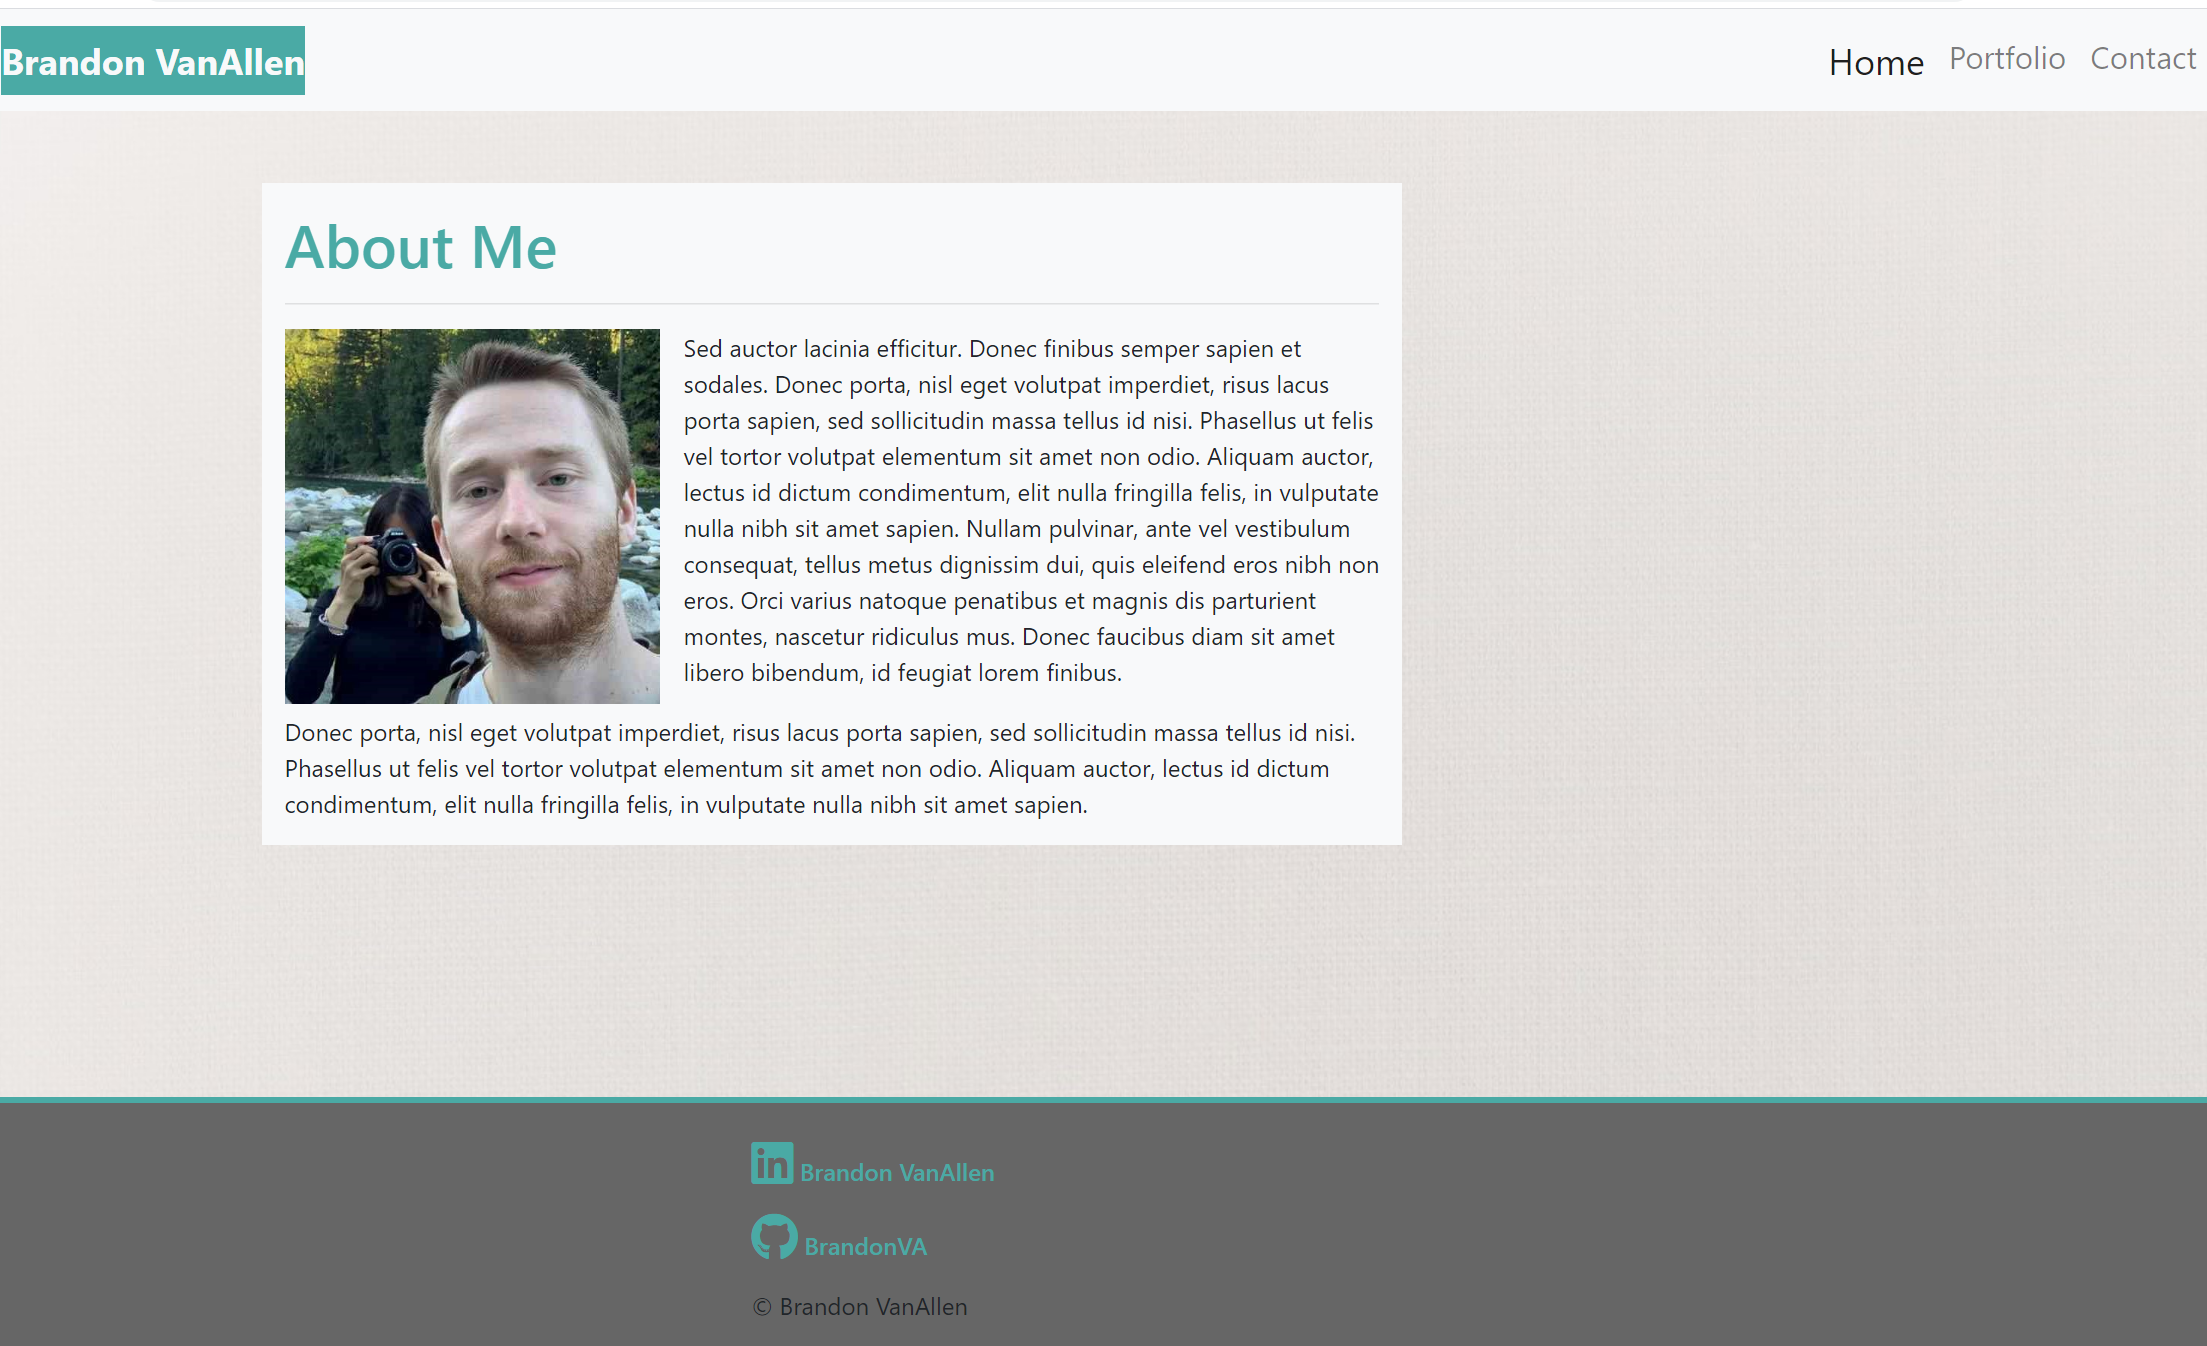 Brandon VanAllen
Home Portfolio Contact
About Me
Sed auctor lacinia efficitur. Donec finibus semper sapien et
sodales. Donec porta, nisl eget volutpat imperdiet, risus lacus
porta sapien, sed sollicitudin massa tellus id nisi. Phasellus ut felis
vel tortor volutpat elementum sit amet non odio. Aliquam auctor,
lectus id dictum condimentum, elit nulla fringilla felis, in vulputate
nulla nibh sit amet sapien. Nullam pulvinar, ante vel vestibulum
consequat, tellus metus dignissim dui, quis eleifend eros nibh non
eros. Orci varius natoque penatibus et magnis dis parturient
montes, nascetur ridiculus mus. Donec faucibus diam sit amet
libero bibendum, id feugiat lorem finibus.
Donec porta, nisl eget volutpat imperdiet, risus lacus porta sapien, sed sollicitudin massa tellus id nisi.
Phasellus ut felis vel tortor volutpat elementum sit amet non odio. Aliquam auctor, lectus id dictum
condimentum, elit nulla fringilla felis, in vulputate nulla nibh sit amet sapien.
in Brandon VanAllen
BrandonVA
© Brandon VanAllen